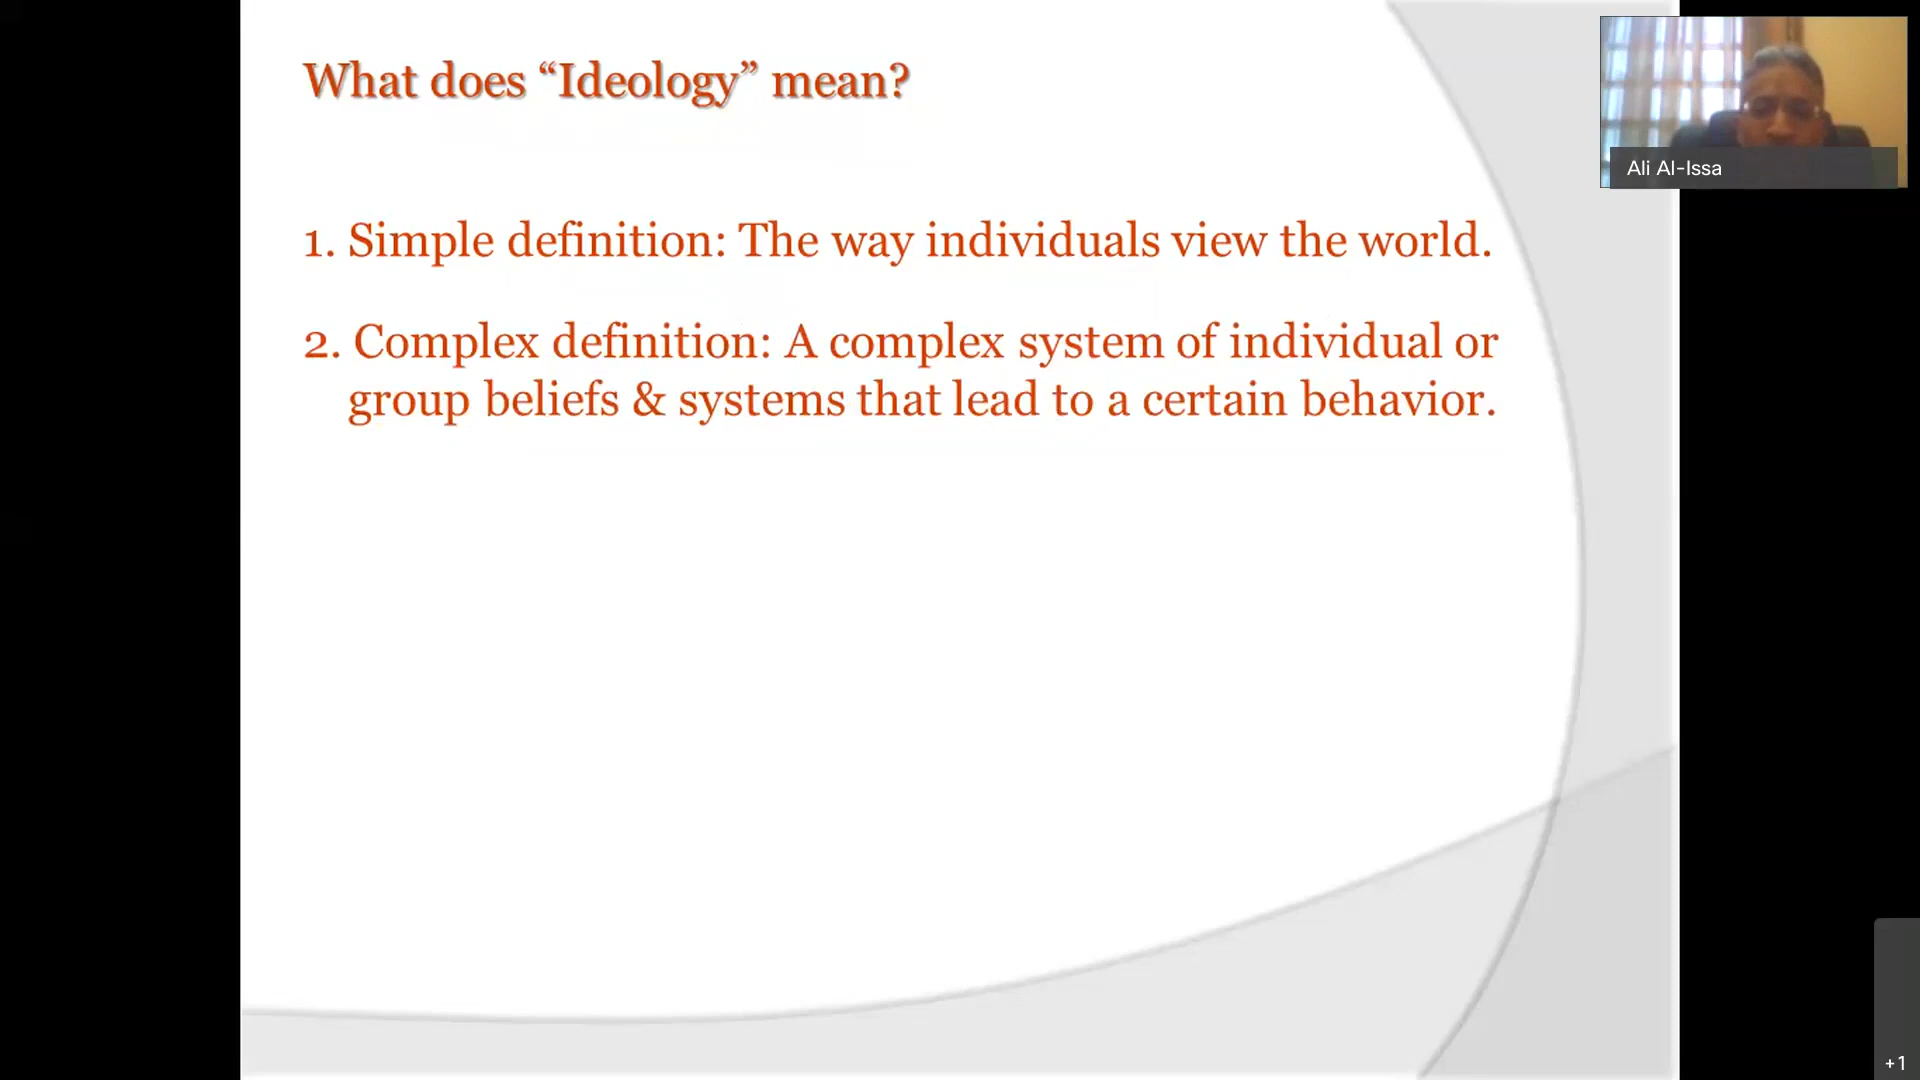 What does “Ideology” mean?
Ali Al-Issa
1. Simple definition: The way individuals view the world.
2. Complex definition: A complex system of individual or
group beliefs & systems that lead to a certain behavior.
+1